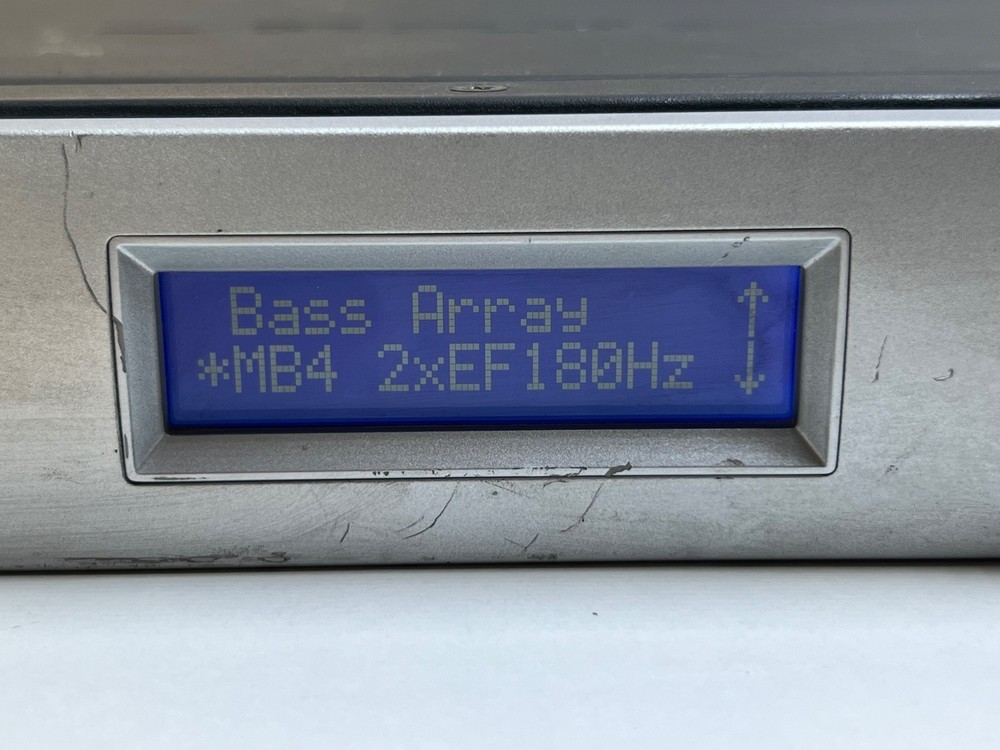 Bass Array ↑
*MB4 2xEF180Hz ↓